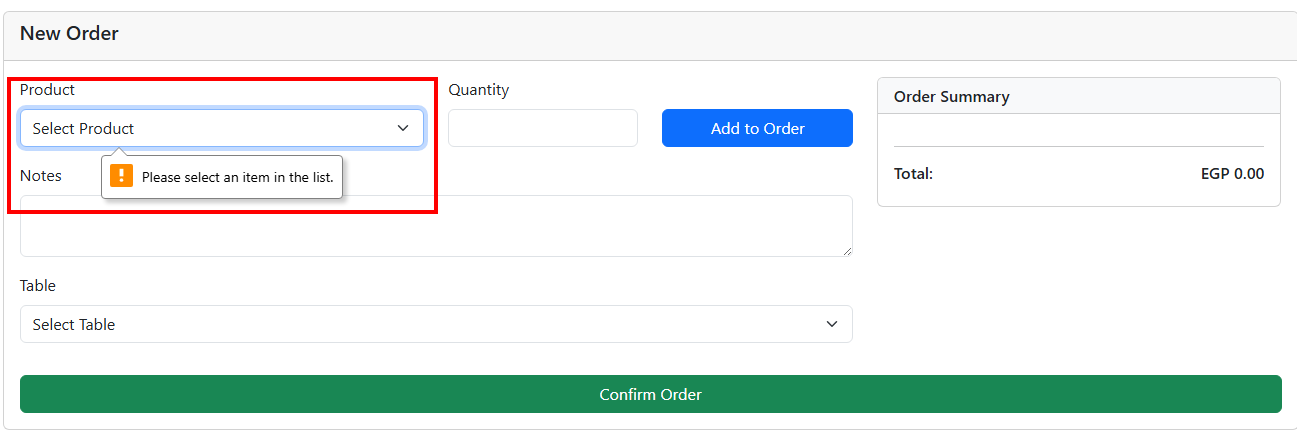 New Order
Product
Quantity
Select Product
Add to Order
Please select an item in the list.
Notes
Table
Select Table
Confirm Order
Order Summary
Total:
EGP 0.00